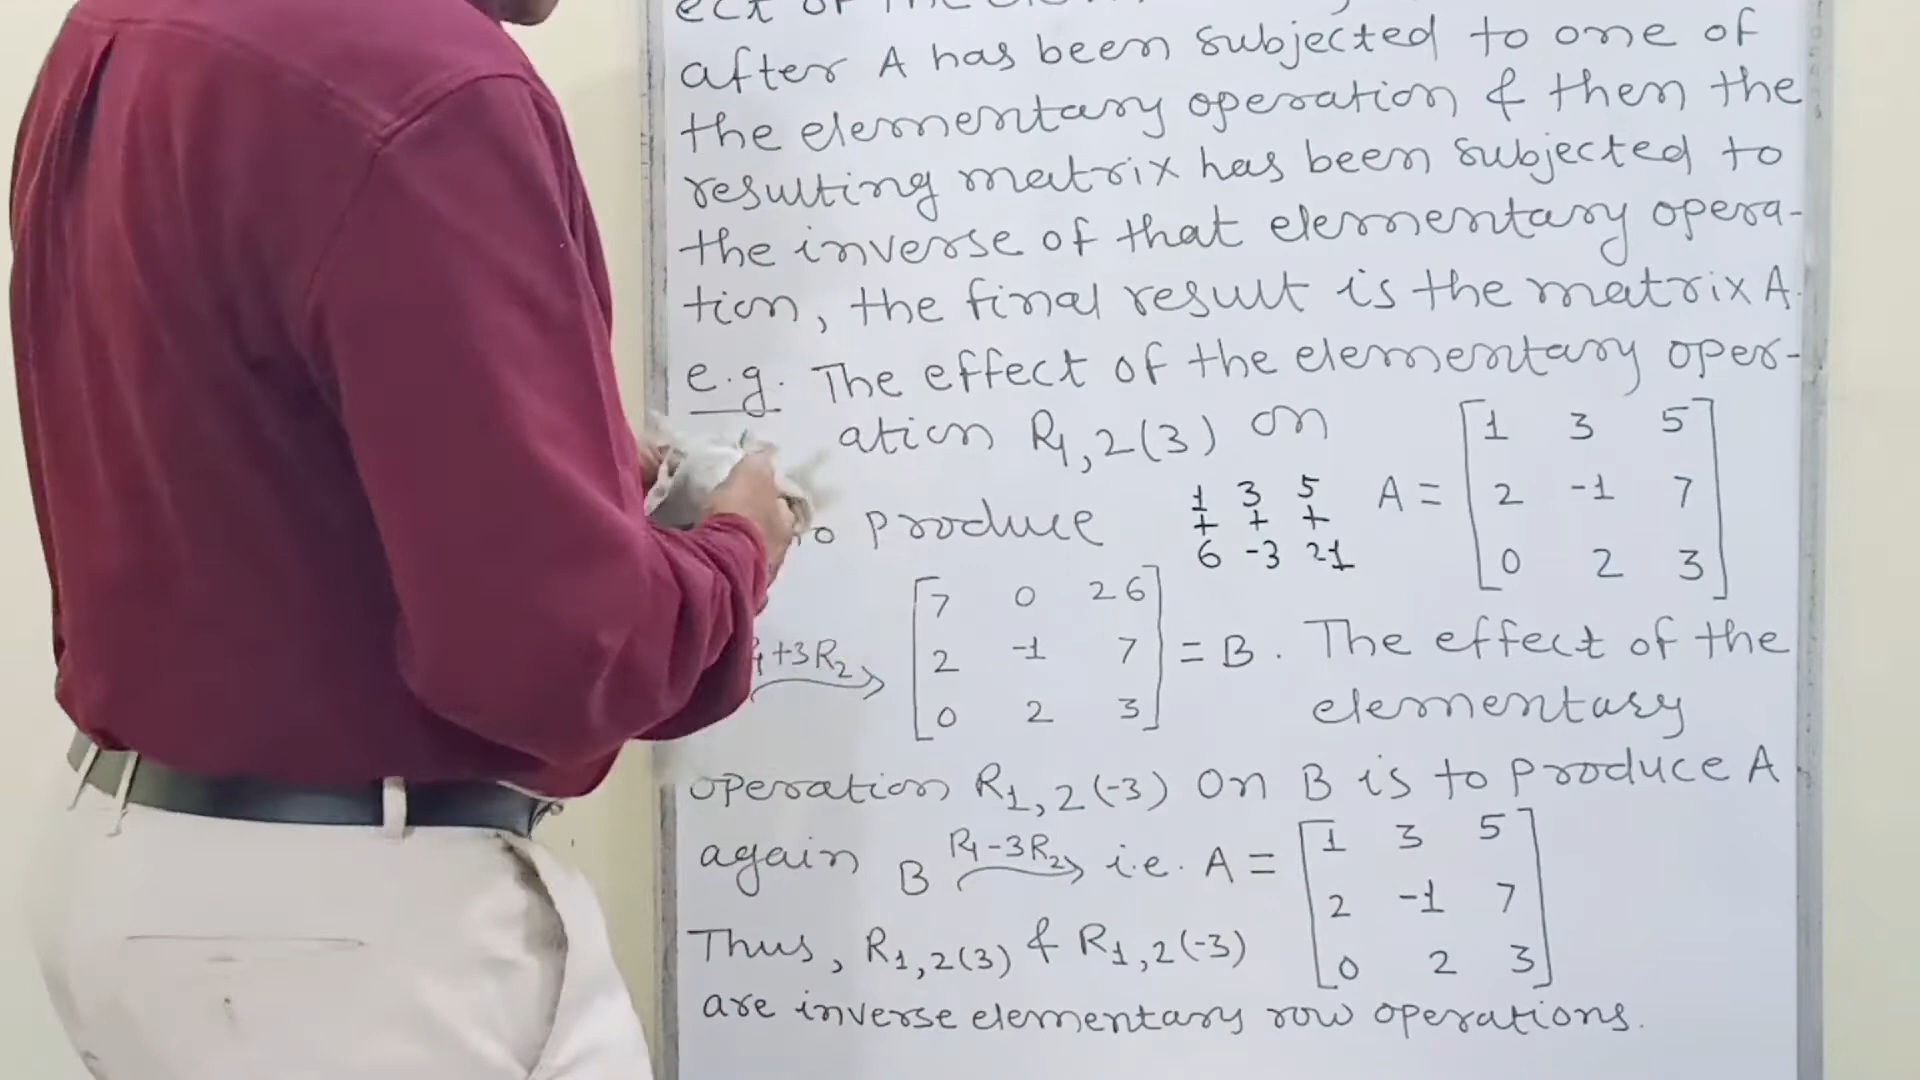 after A has been subjected to one of
the elementary operation & then the
resulting matrix has been subjected to
the inverse of that elementary opera-
tion, the final result is the matrix A.
e.g. The effect of the elementary oper-
ation R1,2(3) on
1 3 5
+ + +
6 -3 21
A = [1 3 5
2 -1 7
0 2 3]
produce
+3R2 → [7 0 26
2 -1 7
0 2 3] = B. The effect of the
elementary
operation R1,2(-3) on B is to produce A
again B R1-3R2 → i.e. A = [1 3 5
2 -1 7
0 2 3]
Thus, R1,2(3) & R1,2(-3)
are inverse elementary row operations.